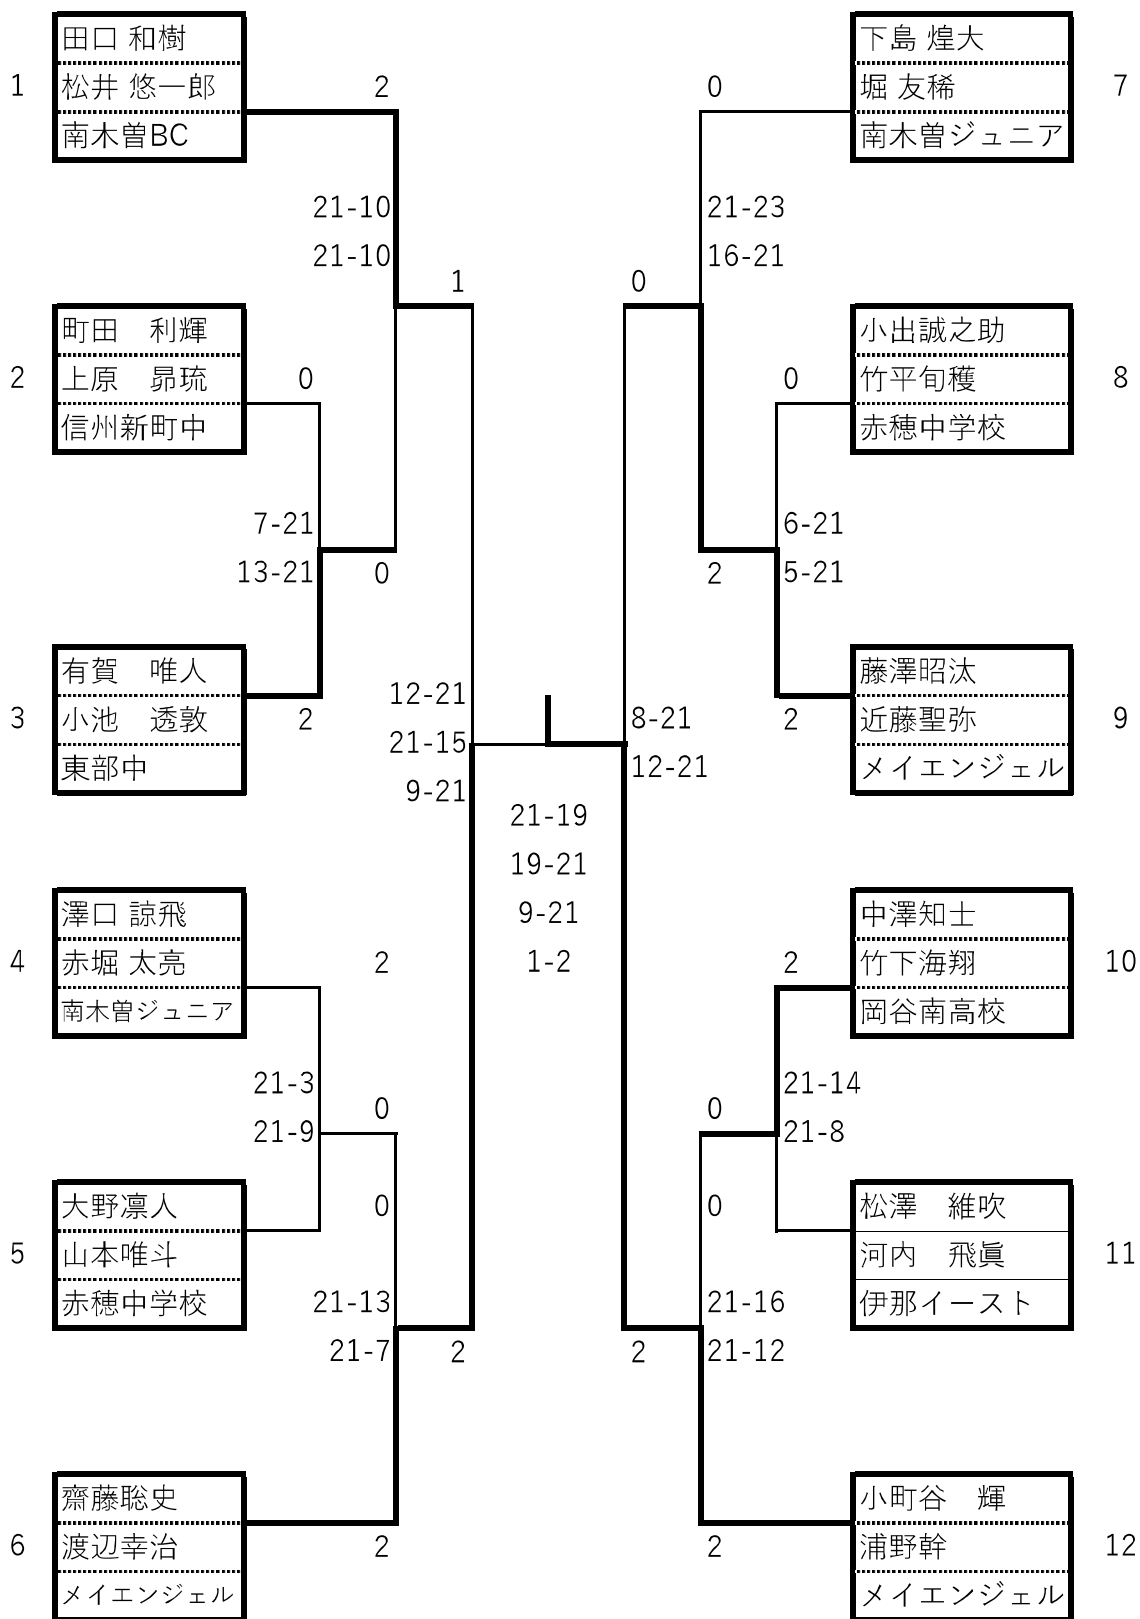 田口 和樹
1
松井 悠一郎
2
南木曽BC
21-10
21-10
1
町田　利輝
2
上原　昴琉
0
信州新町中
7-21
13-21
0
有賀　唯人
3
小池　透敦
2
東部中
12-21
21-15
9-21
澤口 諒飛
4
赤堀 太亮
2
南木曽ジュニア
21-3
21-9
0
大野凛人
0
5
山本唯斗
赤穂中学校
21-13
21-7
2
齋藤聡史
6
渡辺幸治
2
メイエンジェル
21-19
19-21
9-21
1-2
下島 煌大
0
堀 友稀
7
南木曽ジュニア
21-23
16-21
0
小出誠之助
0
竹平旬穫
8
赤穂中学校
6-21
5-21
2
藤澤昭汰
2
近藤聖弥
9
メイエンジェル
8-21
12-21
中澤知士
2
竹下海翔
10
岡谷南高校
21-14
21-8
0
松澤　維吹
0
河内　飛眞
11
伊那イースト
21-16
21-12
2
小町谷　輝
2
浦野幹
12
メイエンジェル